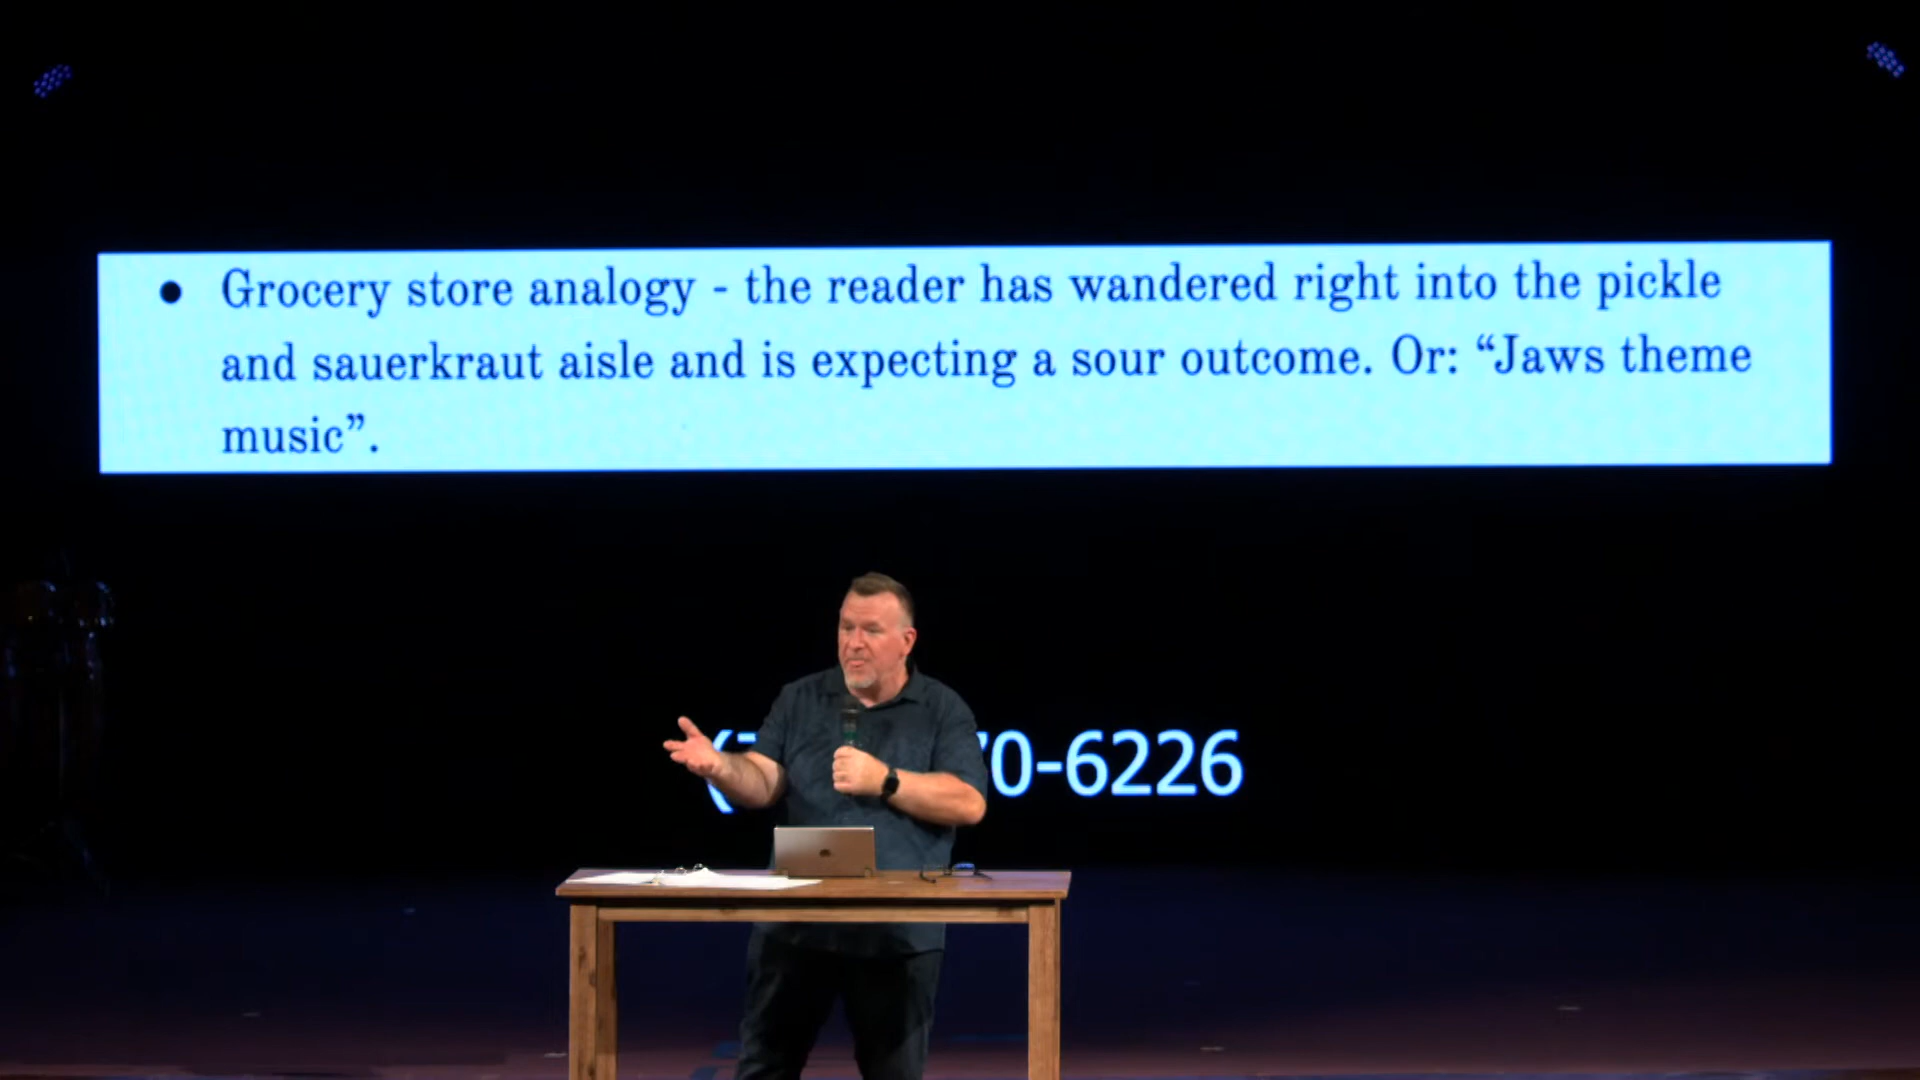 ● Grocery store analogy - the reader has wandered right into the pickle
and sauerkraut aisle and is expecting a sour outcome. Or: “Jaws theme
music”.
0-6226